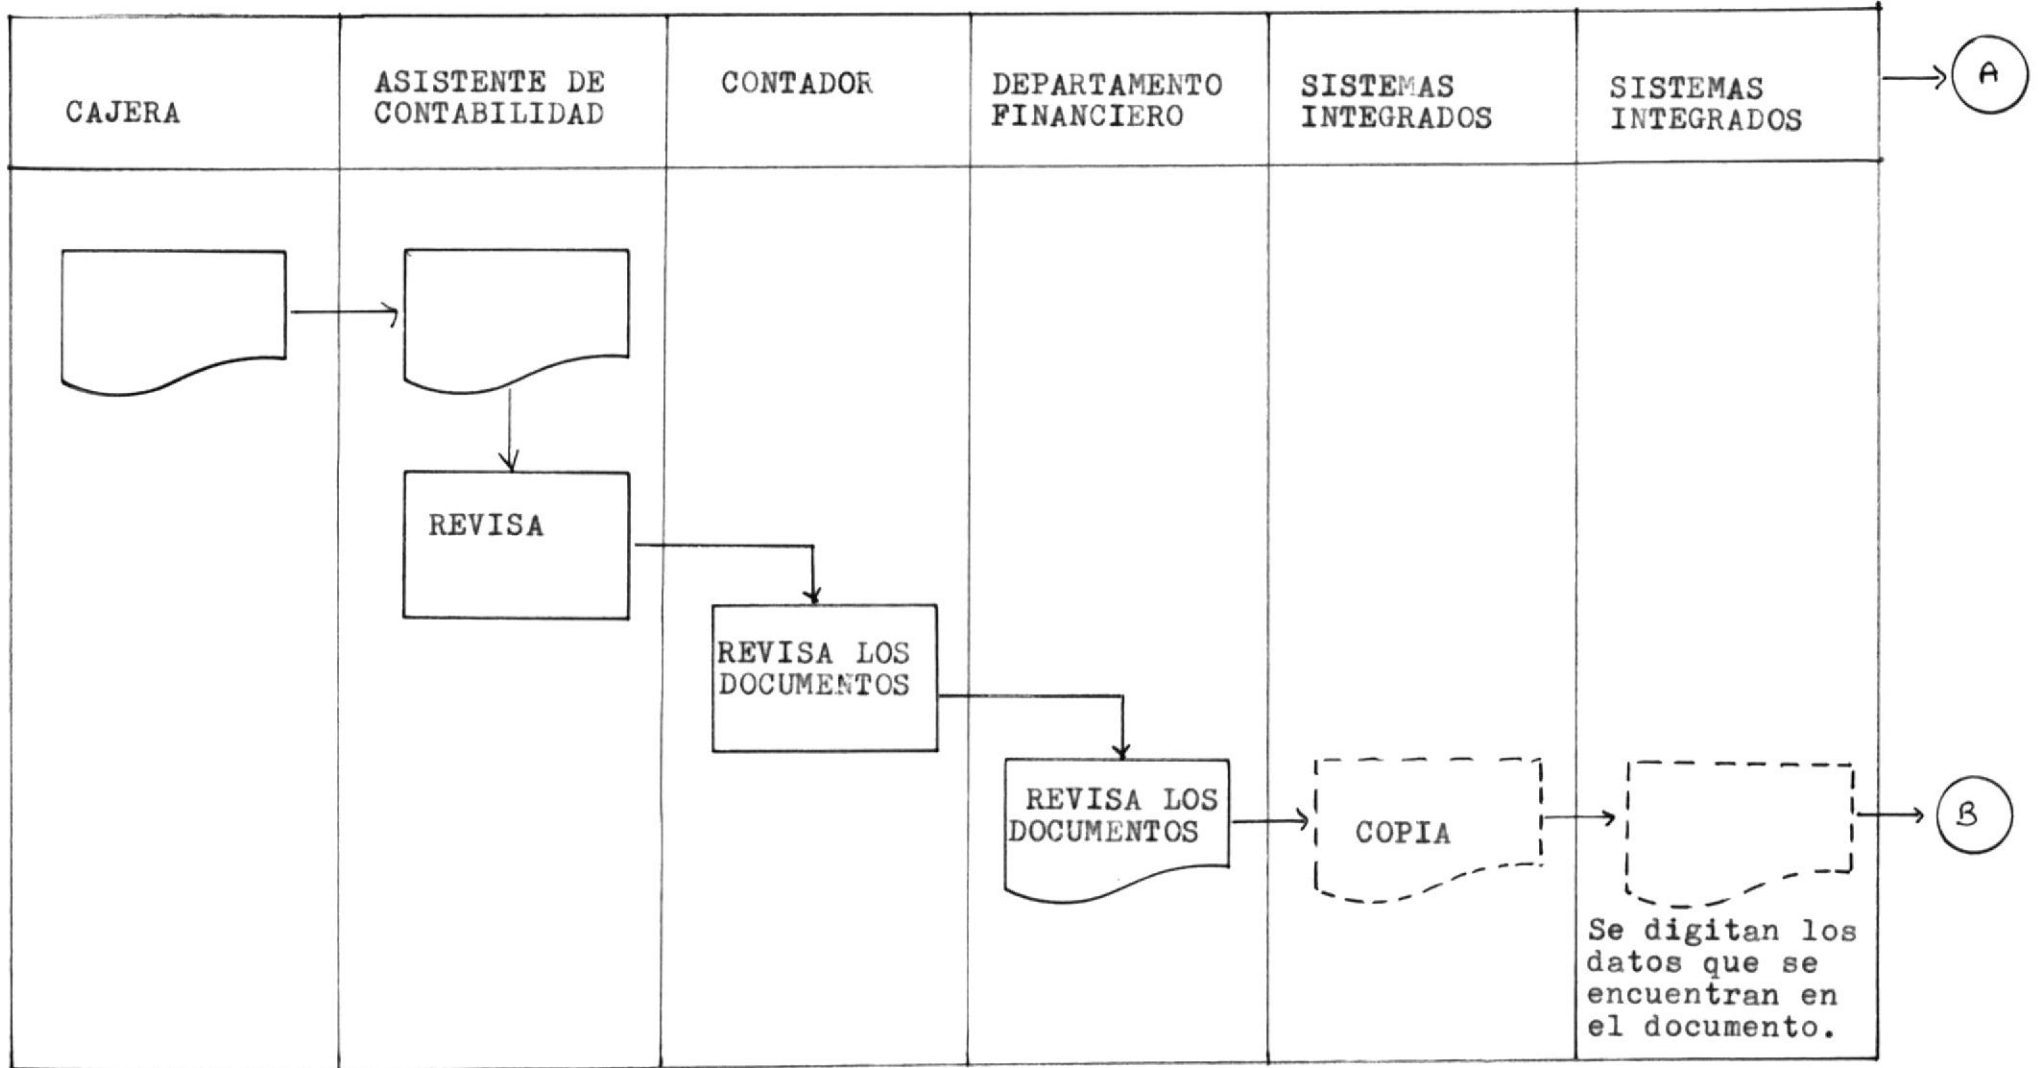 CAJERA
ASISTENTE DE
CONTABILIDAD
CONTADOR
DEPARTAMENTO
FINANCIERO
SISTEMAS
INTEGRADOS
SISTEMAS
INTEGRADOS
A
REVISA
REVISA LOS
DOCUMENTOS
REVISA LOS
DOCUMENTOS
COPIA
B
Se digitan los
datos que se
encuentran en
el documento.